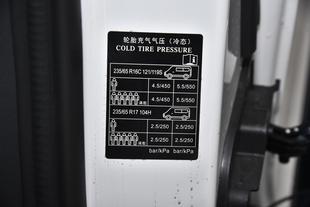 轮胎充气气压（冷态）
COLD TIRE PRESSURE
235/65 R16C 121/119S
4.5/450 5.5/550
4.5/450 5.5/550
235/65 R17 104H
2.5/250 2.5/250
2.5/250 2.5/250
bar/kPa bar/kPa